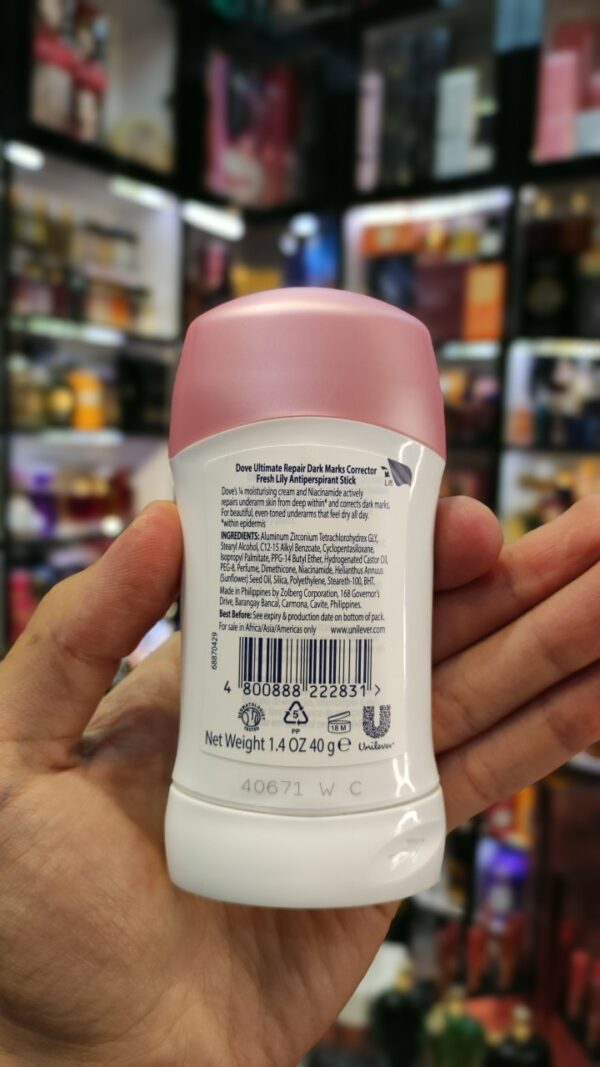 Dove Ultimate Repair Dark Marks Corrector
Fresh Lily Antiperspirant Stick
Lift
Dove's ¼ moisturising cream and Niacinamide actively
repairs underarm skin from deep within* and corrects dark marks.
For beautiful, even-toned underarms that feel dry all day.
*within epidermis
INGREDIENTS: Aluminum Zirconium Tetrachlorohydrex GLY,
Stearyl Alcohol, C12-15 Alkyl Benzoate, Cyclopentasiloxane,
Isopropyl Palmitate, PPG-14 Butyl Ether, Hydrogenated Castor Oil,
PEG-8, Perfume, Dimethicone, Niacinamide, Helianthus Annuus
(Sunflower) Seed Oil, Silica, Polyethylene, Steareth-100, BHT.
Made in Philippines by Zolberg Corporation, 168 Governor's
Drive, Barangay Bancal, Carmona, Cavite, Philippines.
Best Before: See expiry & production date on bottom of pack.
For sale in Africa/Asia/Americas only www.unilever.com
68870429
4 800888 222831 >
DERMATOLOGICALLY TESTED
5
PP
18 M
Unilever
Net Weight 1.4 OZ 40 g e
40671 W C